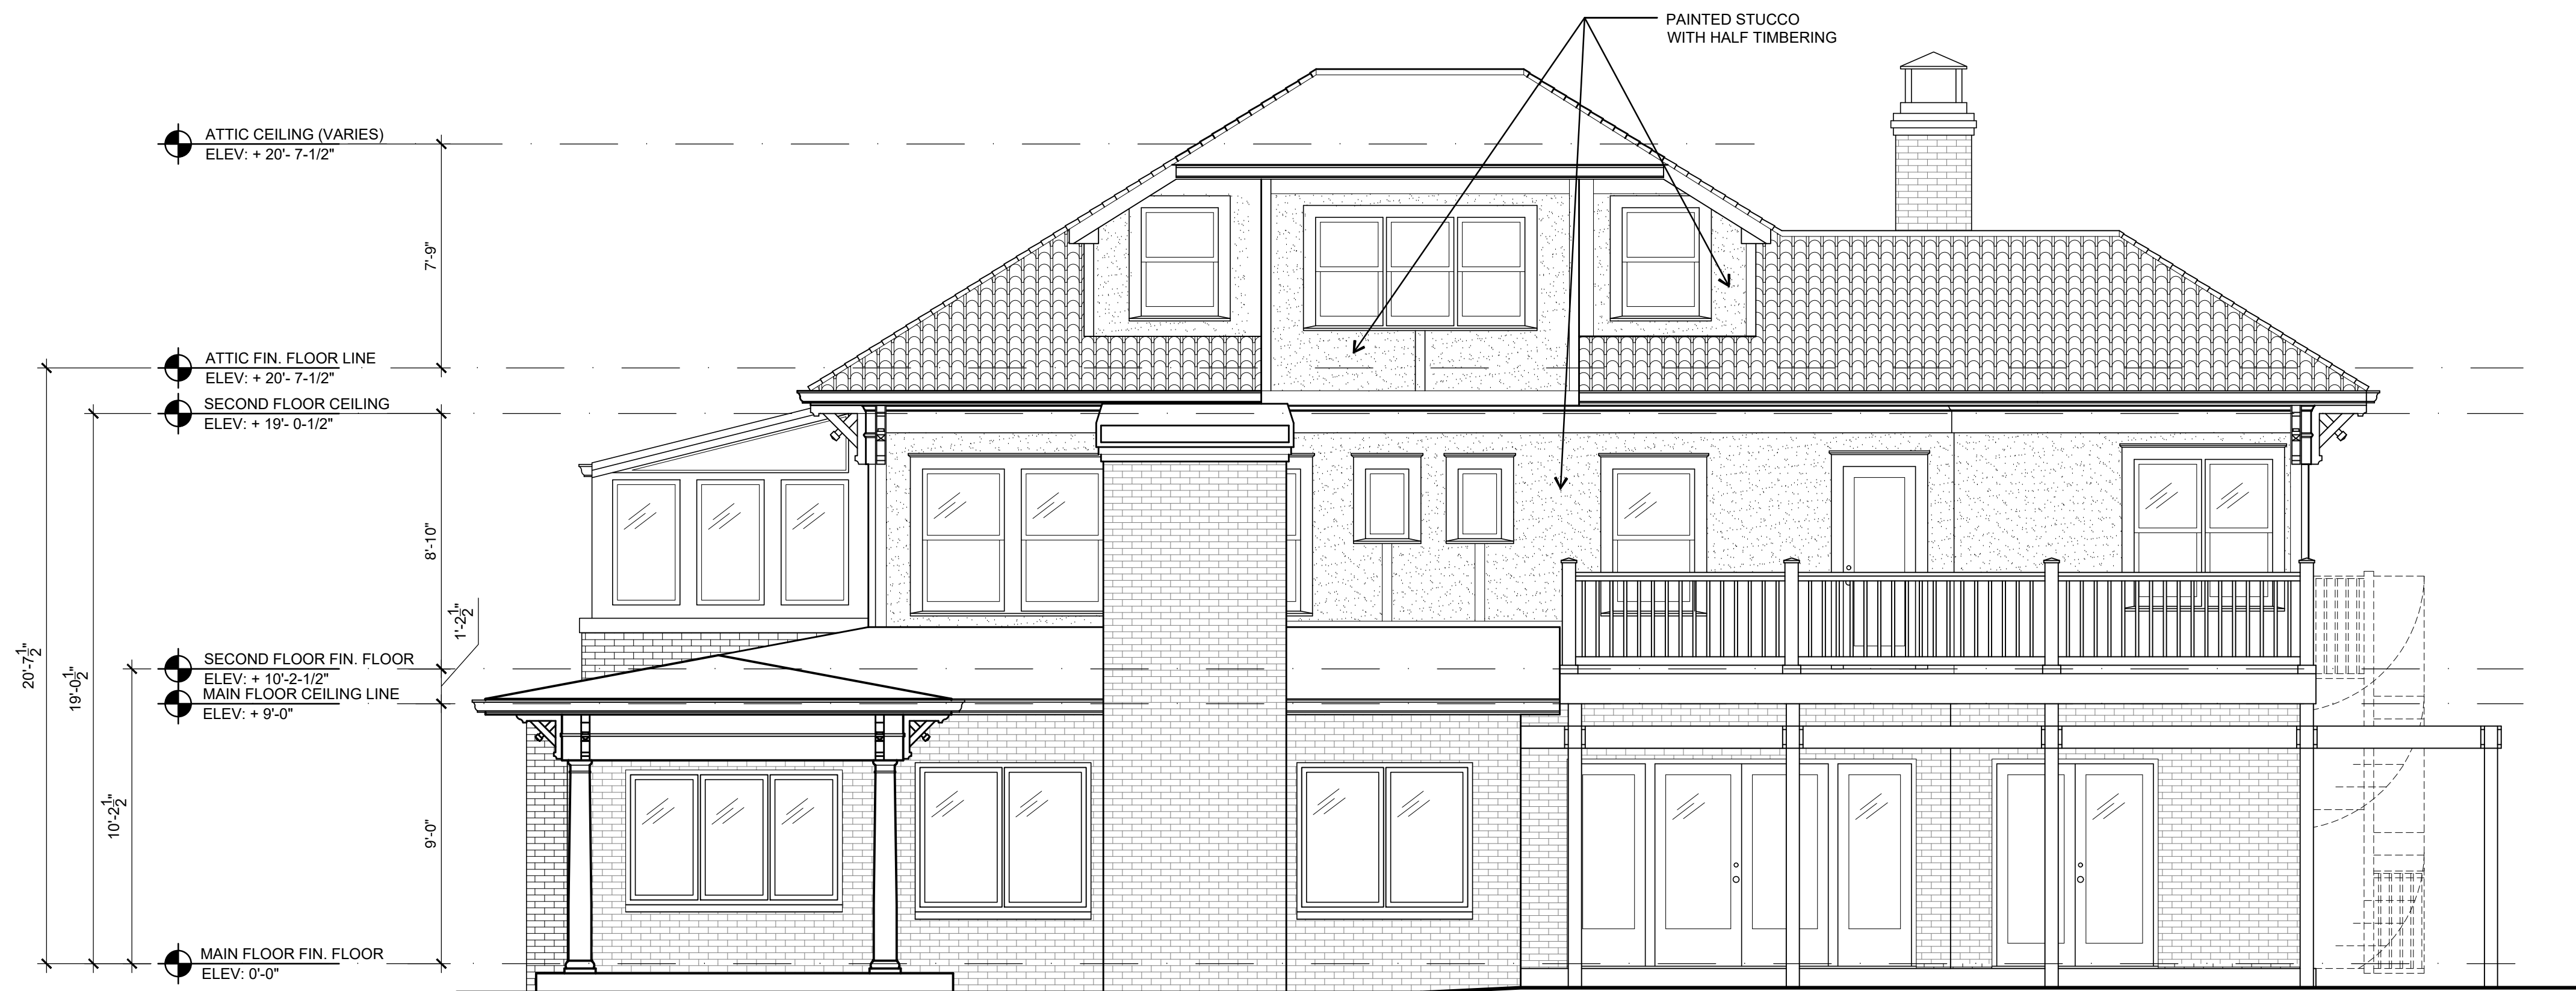 PAINTED STUCCO
WITH HALF TIMBERING
ATTIC CEILING (VARIES)
ELEV: + 20'- 7-1/2"
7'-9"
ATTIC FIN. FLOOR LINE
ELEV: + 20'- 7-1/2"
SECOND FLOOR CEILING
ELEV: + 19'- 0-1/2"
8'-10"
1'-2 1/2"
20'-7 1/2"
19'-0 1/2"
SECOND FLOOR FIN. FLOOR
ELEV: + 10'-2-1/2"
MAIN FLOOR CEILING LINE
ELEV: + 9'-0"
10'-2 1/2"
9'-0"
MAIN FLOOR FIN. FLOOR
ELEV: 0'-0"